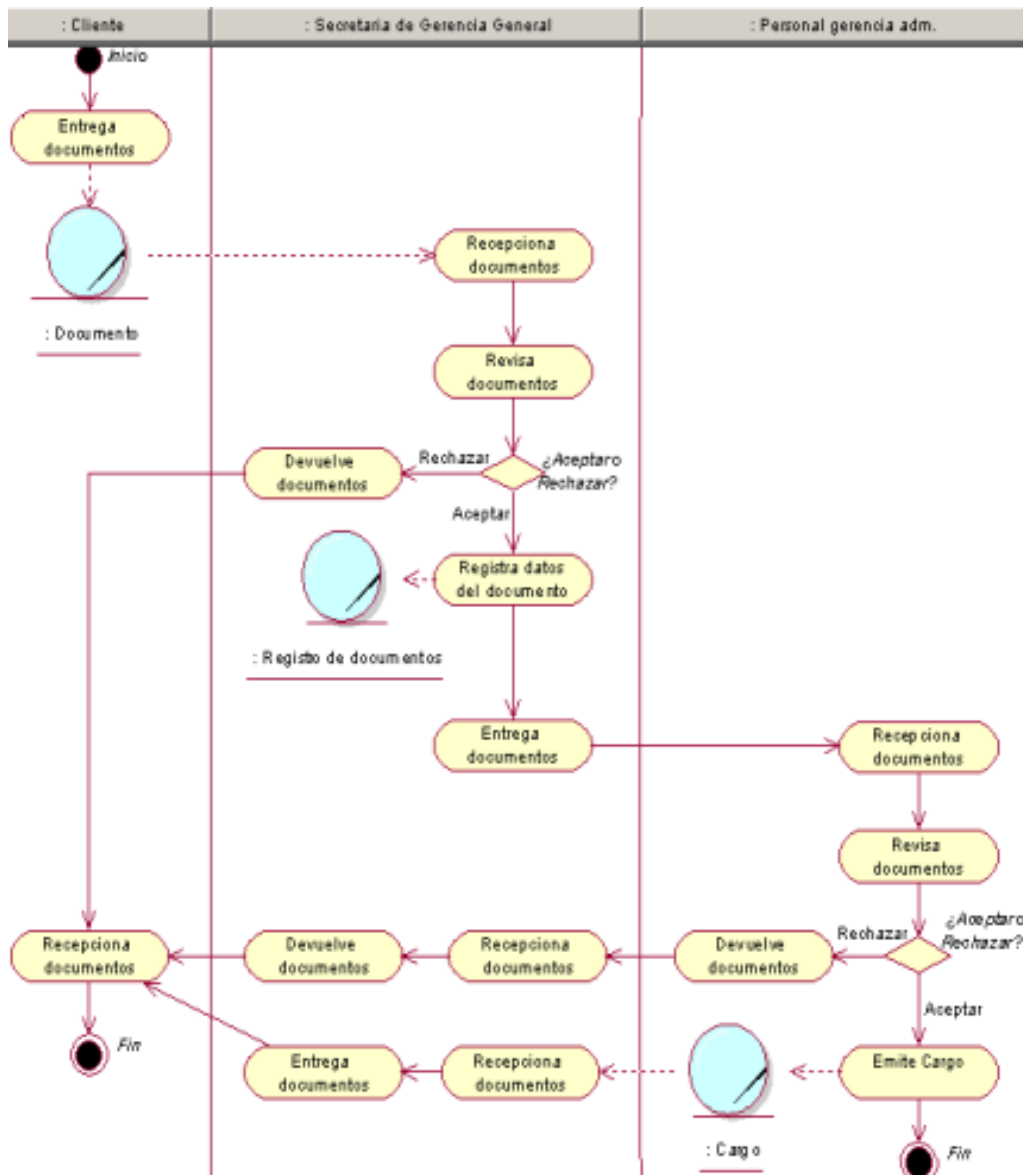 : Cliente
: Secretaria de Gerencia General
: Personal gerencia adm.
Inicio
Entrega
documentos
: Documento
Recepciona
documentos
Revisa
documentos
¿Aceptar o
Rechazar?
Rechazar
Devuelve
documentos
Aceptar
Registra datos
del documento
: Registro de documentos
Entrega
documentos
Recepciona
documentos
Revisa
documentos
¿Aceptar o
Rechazar?
Rechazar
Devuelve
documentos
Recepciona
documentos
Devuelve
documentos
Recepciona
documentos
Fin
Aceptar
Emite Cargo
: Cargo
Recepciona
documentos
Entrega
documentos
Fin